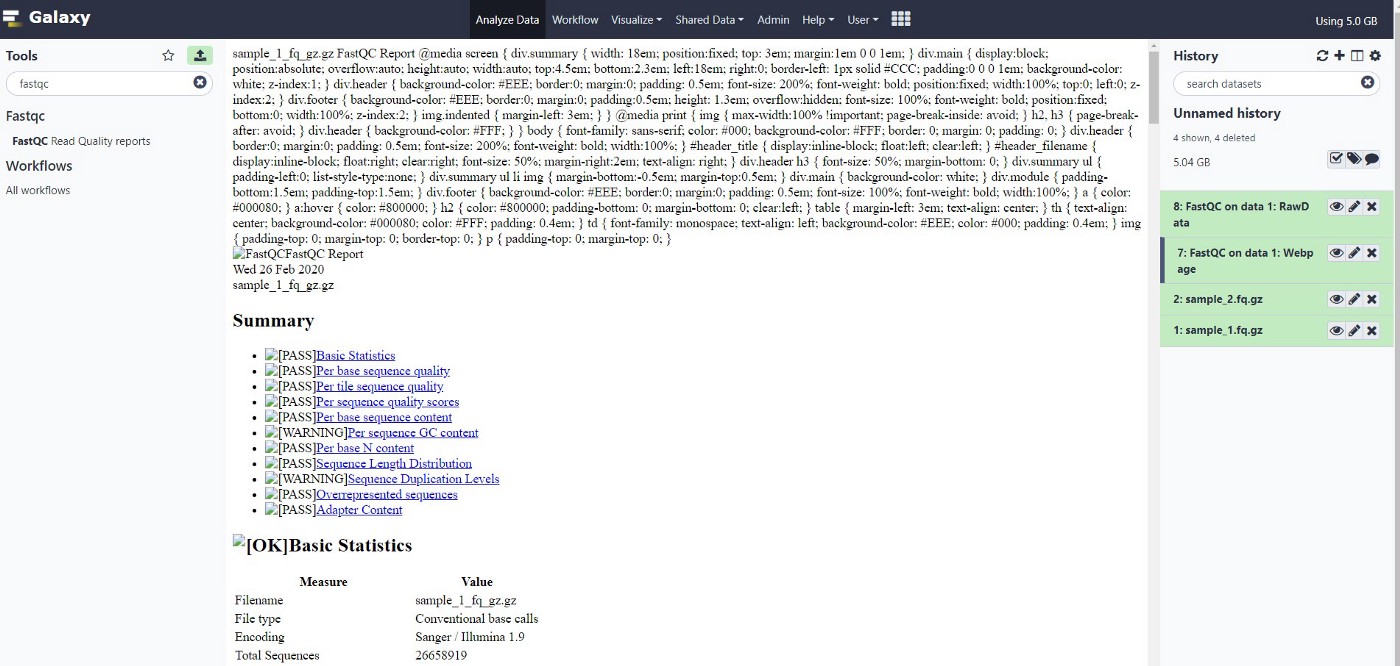 Galaxy
Analyze Data Workflow Visualize Shared Data Admin Help User
Using 5.0 GB
Tools
fastqc
Fastqc
FastQC Read Quality reports
Workflows
All workflows
sample_1_fq_gz.gz FastQC Report @media screen { div.summary { width: 18em; position:fixed; top: 3em; margin:1em 0 0 1em; } div.main { display:block;
position:absolute; overflow:auto; height:auto; width:auto; top:4.5em; bottom:2.3em; left:18em; right:0; border-left: 1px solid #CCC; padding:0 0 0 1em; background-color:
white; z-index:1; } div.header { background-color: #EEE; border:0; margin:0; padding: 0.5em; font-size: 200%; font-weight: bold; position:fixed; width:100%; top:0; left:0; z-
index:2; } div.footer { background-color: #EEE; border:0; margin:0; padding:0.5em; height: 1.3em; overflow:hidden; font-size: 100%; font-weight: bold; position:fixed;
bottom:0; width:100%; z-index:2; } img.indented { margin-left: 3em; } } @media print { img { max-width:100% !important; page-break-inside: avoid; } h2, h3 { page-break-
after: avoid; } div.header { background-color: #FFF; } } body { font-family: sans-serif; color: #000; background-color: #FFF; border: 0; margin: 0; padding: 0; } div.header {
border:0; margin:0; padding: 0.5em; font-size: 200%; font-weight: bold; width:100%; } #header_title { display:inline-block; float:left; clear:left; } #header_filename {
display:inline-block; float:right; clear:right; font-size: 50%; margin-right:2em; text-align: right; } div.header h3 { font-size: 50%; margin-bottom: 0; } div.summary ul {
padding-left:0; list-style-type:none; } div.summary ul li img { margin-bottom:-0.5em; margin-top:0.5em; } div.main { background-color: white; } div.module { padding-
bottom:1.5em; padding-top:1.5em; } div.footer { background-color: #EEE; border:0; margin:0; padding: 0.5em; font-size: 100%; font-weight: bold; width:100%; } a { color:
#000080; } a:hover { color: #800000; } h2 { color: #800000; padding-bottom: 0; margin-bottom: 0; clear:left; } table { margin-left: 3em; text-align: center; } th { text-align:
center; background-color: #000080; color: #FFF; padding: 0.4em; } td { font-family: monospace; text-align: left; background-color: #EEE; color: #000; padding: 0.4em; } img
{ padding-top: 0; margin-top: 0; border-top: 0; } p { padding-top: 0; margin-top: 0; }
FastQCFastQC Report
Wed 26 Feb 2020
sample_1_fq_gz.gz
Summary
[PASS]Basic Statistics
[PASS]Per base sequence quality
[PASS]Per tile sequence quality
[PASS]Per sequence quality scores
[PASS]Per base sequence content
[WARNING]Per sequence GC content
[PASS]Per base N content
[PASS]Sequence Length Distribution
[WARNING]Sequence Duplication Levels
[PASS]Overrepresented sequences
[PASS]Adapter Content
[OK]Basic Statistics
Measure Value
Filename sample_1_fq_gz.gz
File type Conventional base calls
Encoding Sanger / Illumina 1.9
Total Sequences 26658919
History
search datasets
Unnamed history
4 shown, 4 deleted
5.04 GB
8: FastQC on data 1: RawD
ata
7: FastQC on data 1: Webp
age
2: sample_2.fq.gz
1: sample_1.fq.gz